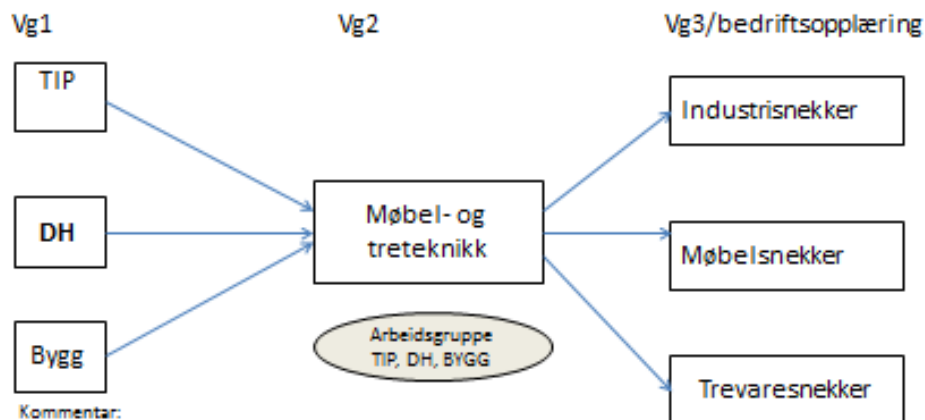 Vg1
Vg2
Vg3/bedriftsopplæring
TIP
DH
Bygg
Møbel- og
treteknikk
Arbeidsgruppe
TIP, DH, BYGG
Industrisnekker
Møbelsnekker
Trevaresnekker
Kommentar: